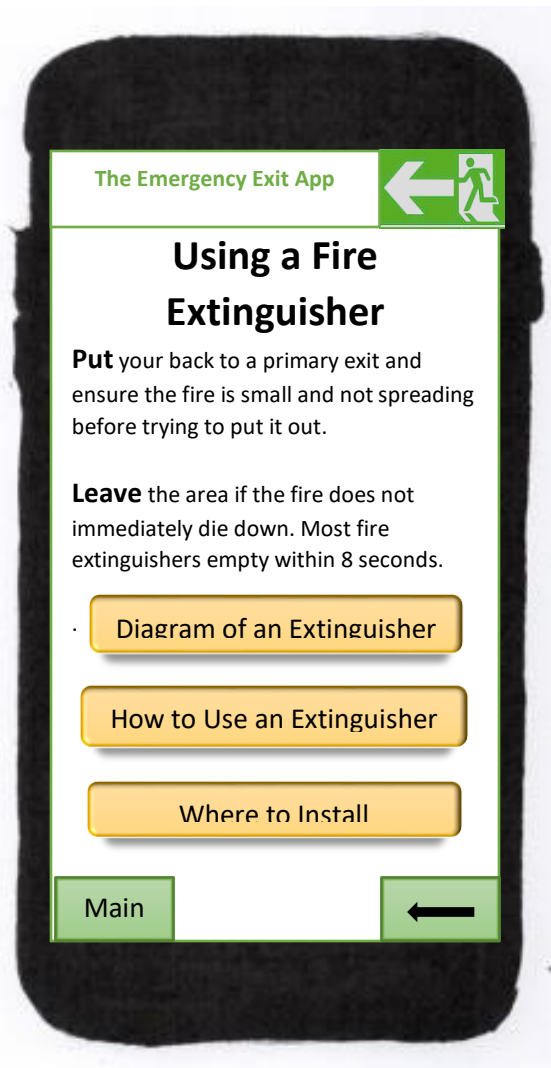 The Emergency Exit App
Using a Fire
Extinguisher
Put your back to a primary exit and
ensure the fire is small and not spreading
before trying to put it out.
Leave the area if the fire does not
immediately die down. Most fire
extinguishers empty within 8 seconds.
.
Diagram of an Extinguisher
How to Use an Extinguisher
Where to Install
Main